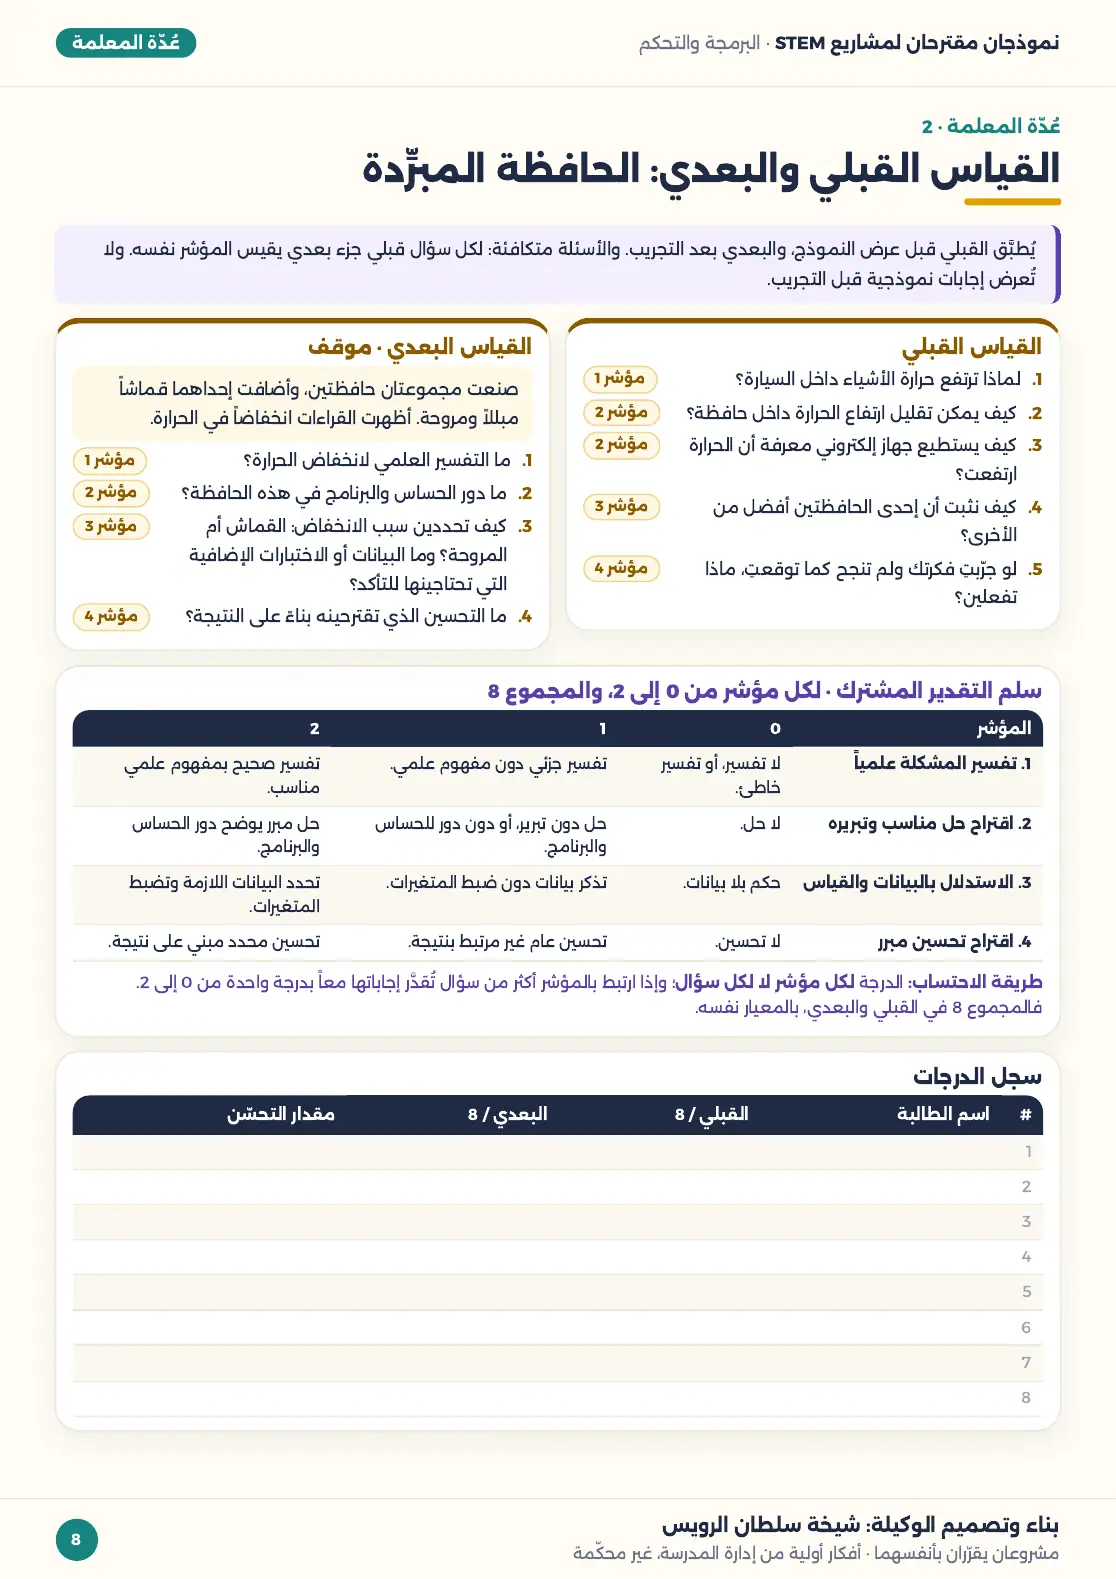 نموذجان مقترحان لمشاريع STEM · البرمجة والتحكم
عُدّة المعلمة
عُدّة المعلمة · 2
القياس القبلي والبعدي: الحافظة المبرِّدة
يُطبَّق القبلي قبل عرض النموذج، والبعدي بعد التجريب. والأسئلة متكافئة: لكل سؤال قبلي جزء بعدي يقيس المؤشر نفسه. ولا
تُعرض إجابات نموذجية قبل التجريب.
القياس القبلي
1. لماذا ترتفع حرارة الأشياء داخل السيارة؟ مؤشر 1
2. كيف يمكن تقليل ارتفاع الحرارة داخل حافظة؟ مؤشر 2
3. كيف يستطيع جهاز إلكتروني معرفة أن الحرارة مؤشر 2
ارتفعت؟
4. كيف نثبت أن إحدى الحافظتين أفضل من مؤشر 3
الأخرى؟
5. لو جرّبتِ فكرتك ولم تنجح كما توقعتِ، ماذا مؤشر 4
تفعلين؟
القياس البعدي · موقف
صنعت مجموعتان حافظتين، وأضافت إحداهما قماشاً
مبللاً ومروحة. أظهرت القراءات انخفاضاً في الحرارة.
1. ما التفسير العلمي لانخفاض الحرارة؟ مؤشر 1
2. ما دور الحساس والبرنامج في هذه الحافظة؟ مؤشر 2
3. كيف تحددين سبب الانخفاض: القماش أم مؤشر 3
المروحة؟ وما البيانات أو الاختبارات الإضافية
التي تحتاجينها للتأكد؟
4. ما التحسين الذي تقترحينه بناءً على النتيجة؟ مؤشر 4
سلم التقدير المشترك · لكل مؤشر من 0 إلى 2، والمجموع 8
المؤشر 0 1 2
1. تفسير المشكلة علمياً لا تفسير، أو تفسير تفسير جزئي دون مفهوم علمي. تفسير صحيح بمفهوم علمي
خاطئ. مناسب.
2. اقتراح حل مناسب وتبريره لا حل. حل دون تبرير، أو دون دور للحساس حل مبرر يوضح دور الحساس
والبرنامج. والبرنامج.
3. الاستدلال بالبيانات والقياس حكم بلا بيانات. تذكر بيانات دون ضبط المتغيرات. تحدد البيانات اللازمة وتضبط
المتغيرات.
4. اقتراح تحسين مبرر لا تحسين. تحسين عام غير مرتبط بنتيجة. تحسين محدد مبني على نتيجة.
طريقة الاحتساب: الدرجة لكل مؤشر لا لكل سؤال؛ وإذا ارتبط بالمؤشر أكثر من سؤال تُقدَّر إجاباتها معاً بدرجة واحدة من 0 إلى 2.
فالمجموع 8 في القبلي والبعدي، بالمعيار نفسه.
سجل الدرجات
# اسم الطالبة القبلي / 8 البعدي / 8 مقدار التحسّن
1
2
3
4
5
6
7
8
بناء وتصميم الوكيلة: شيخة سلطان الرويس
مشروعان يقرّران بأنفسهما · أفكار أولية من إدارة المدرسة، غير محكّمة
8